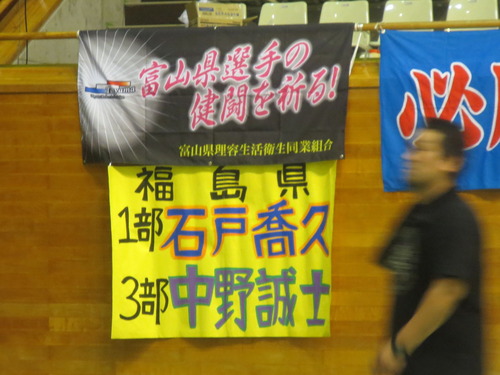 富山県選手の
健闘を祈る!
富山県理容生活衛生同業組合
福島県
1部石戸喬久
3部中野誠士
必